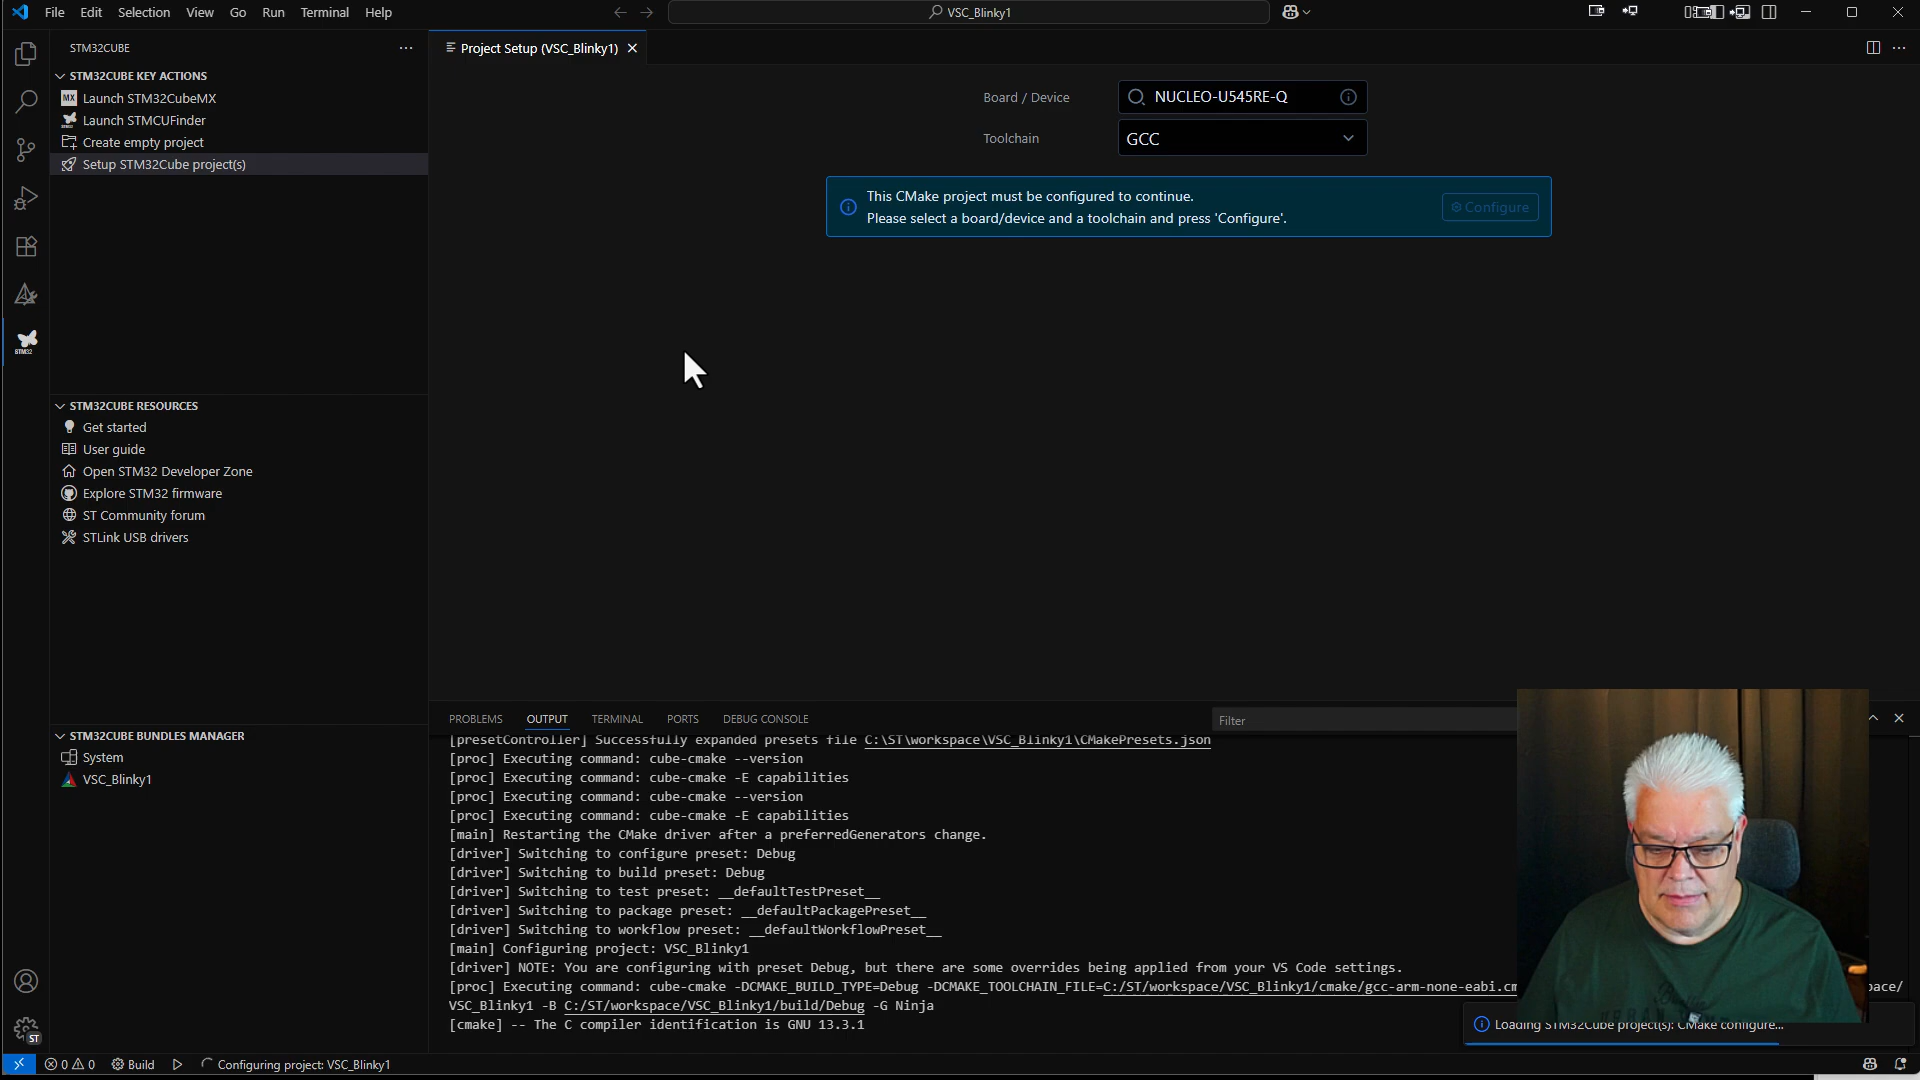 File Edit Selection View Go Run Terminal Help
VSC_Blinky1
STM32CUBE
STM32CUBE KEY ACTIONS
MX Launch STM32CubeMX
Launch STMCUFinder
Create empty project
Setup STM32Cube project(s)
STM32
STM32CUBE RESOURCES
Get started
User guide
Open STM32 Developer Zone
Explore STM32 firmware
ST Community forum
STLink USB drivers
STM32CUBE BUNDLES MANAGER
System
VSC_Blinky1
ST
Project Setup (VSC_Blinky1)
Board / Device NUCLEO-U545RE-Q
Toolchain GCC
This CMake project must be configured to continue.
Please select a board/device and a toolchain and press 'Configure'.
Configure
PROBLEMS OUTPUT TERMINAL PORTS DEBUG CONSOLE
Filter
[presetController] Successfully expanded presets file C:\ST\workspace\VSC_Blinky1\CMakePresets.json
[proc] Executing command: cube-cmake --version
[proc] Executing command: cube-cmake -E capabilities
[proc] Executing command: cube-cmake --version
[proc] Executing command: cube-cmake -E capabilities
[main] Restarting the CMake driver after a preferredGenerators change.
[driver] Switching to configure preset: Debug
[driver] Switching to build preset: Debug
[driver] Switching to test preset: __defaultTestPreset__
[driver] Switching to package preset: __defaultPackagePreset__
[driver] Switching to workflow preset: __defaultWorkflowPreset__
[main] Configuring project: VSC_Blinky1
[driver] NOTE: You are configuring with preset Debug, but there are some overrides being applied from your VS Code settings.
[proc] Executing command: cube-cmake -DCMAKE_BUILD_TYPE=Debug -DCMAKE_TOOLCHAIN_FILE=C:/ST/workspace/VSC_Blinky1/cmake/gcc-arm-none-eabi.cm pace/
VSC_Blinky1 -B C:/ST/workspace/VSC_Blinky1/build/Debug -G Ninja
[cmake] -- The C compiler identification is GNU 13.3.1
Loading STM32Cube project(s): CMake configure...
0 0 Build Configuring project: VSC_Blinky1